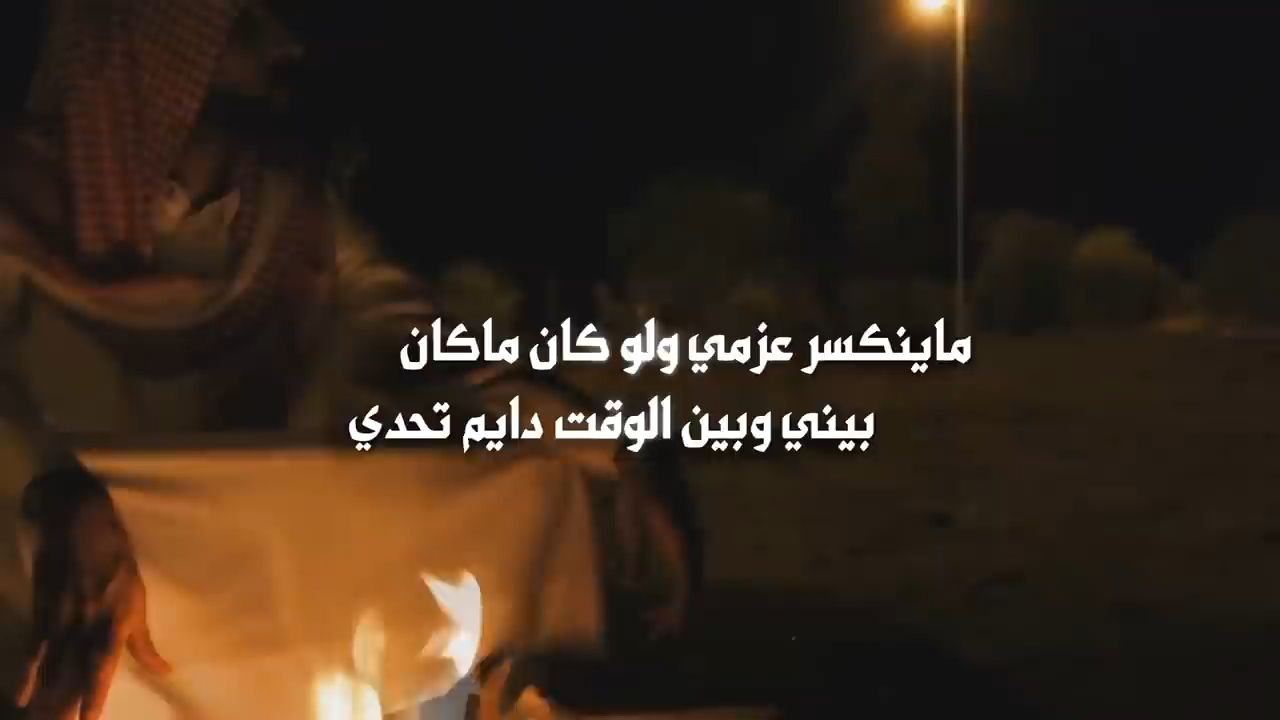 ماينكسر عزمي ولو كان ماكان
بيني وبين الوقت دايم تحدي